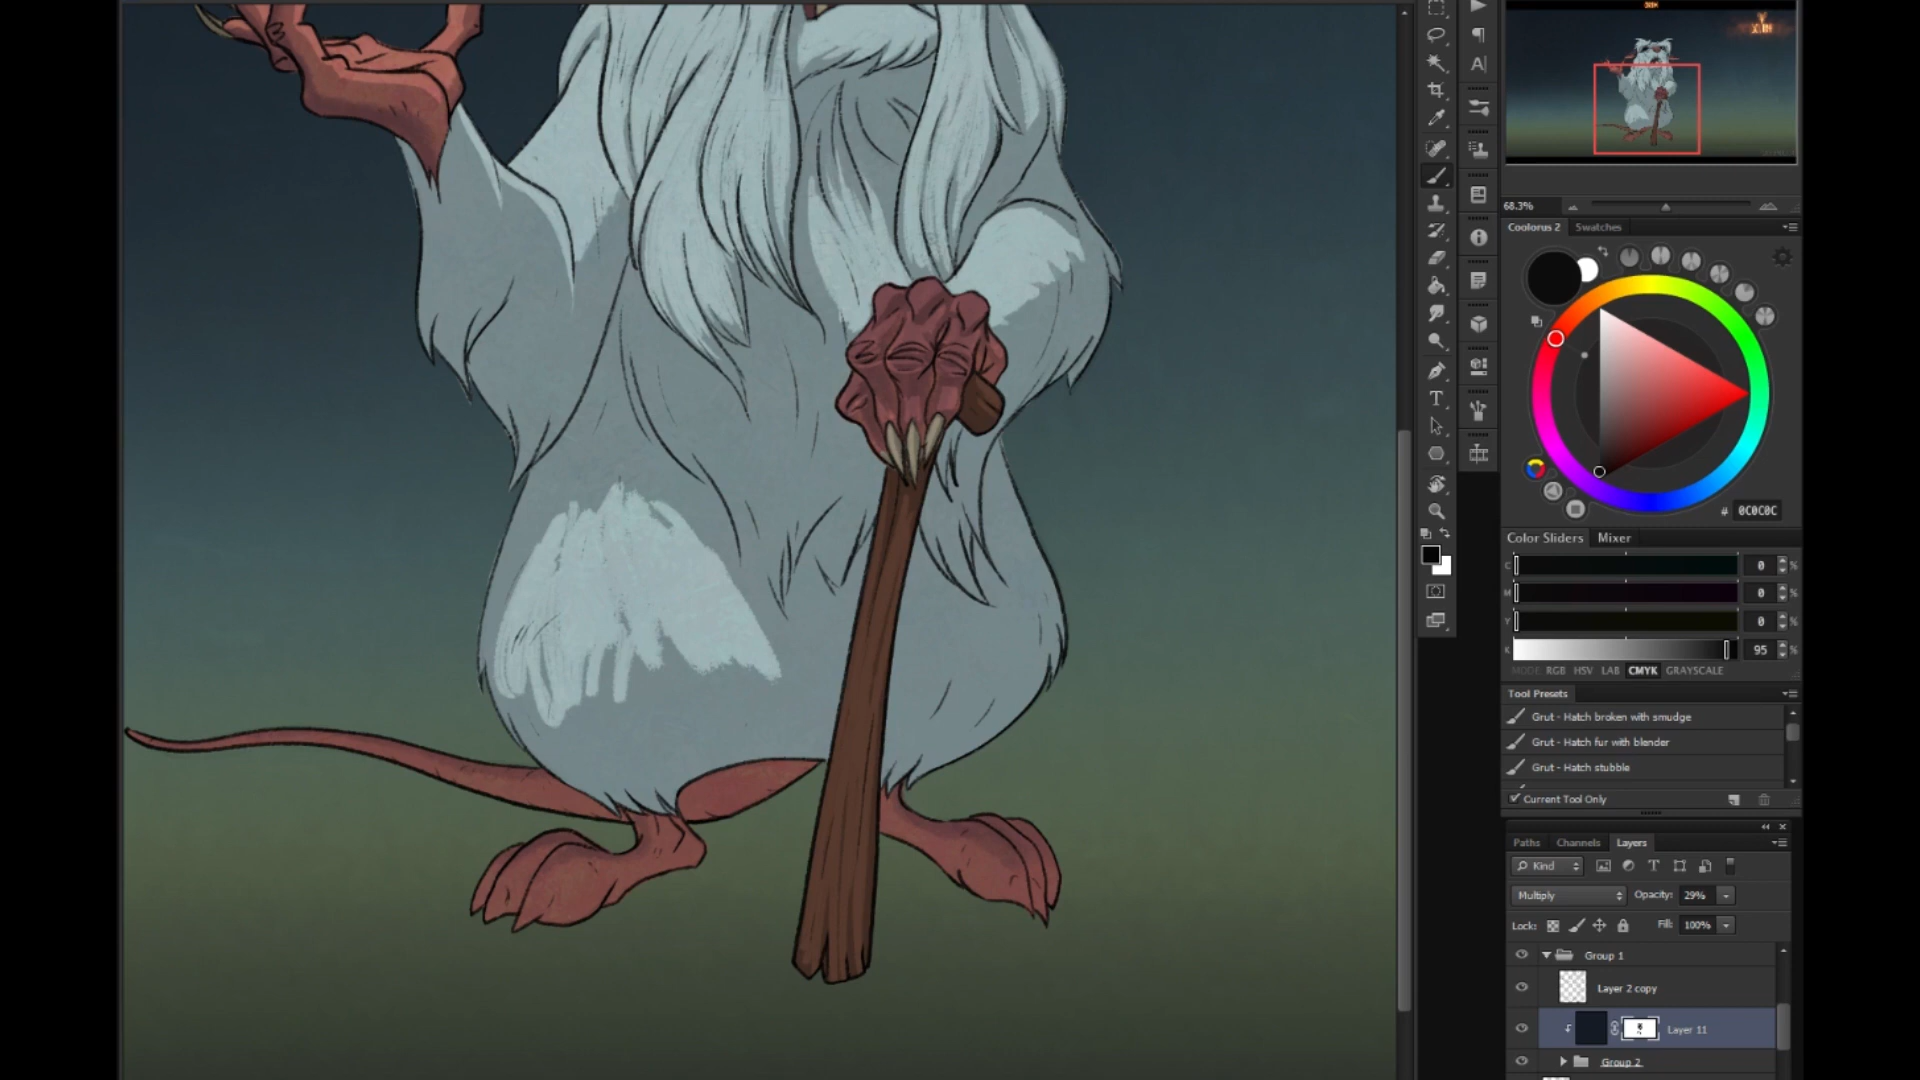 68.3%
Coolorus 2 Swatches
# 0C0C0C
Color Sliders Mixer
C 0 %
M 0 %
Y 0 %
K 95 %
MODE RGB HSV LAB CMYK GRAYSCALE
Tool Presets
Grut - Hatch broken with smudge
Grut - Hatch fur with blender
Grut - Hatch stubble
Current Tool Only
Paths Channels Layers
Kind
Multiply Opacity: 29%
Lock: Fill: 100%
Group 1
Layer 2 copy
Layer 11
Group 2